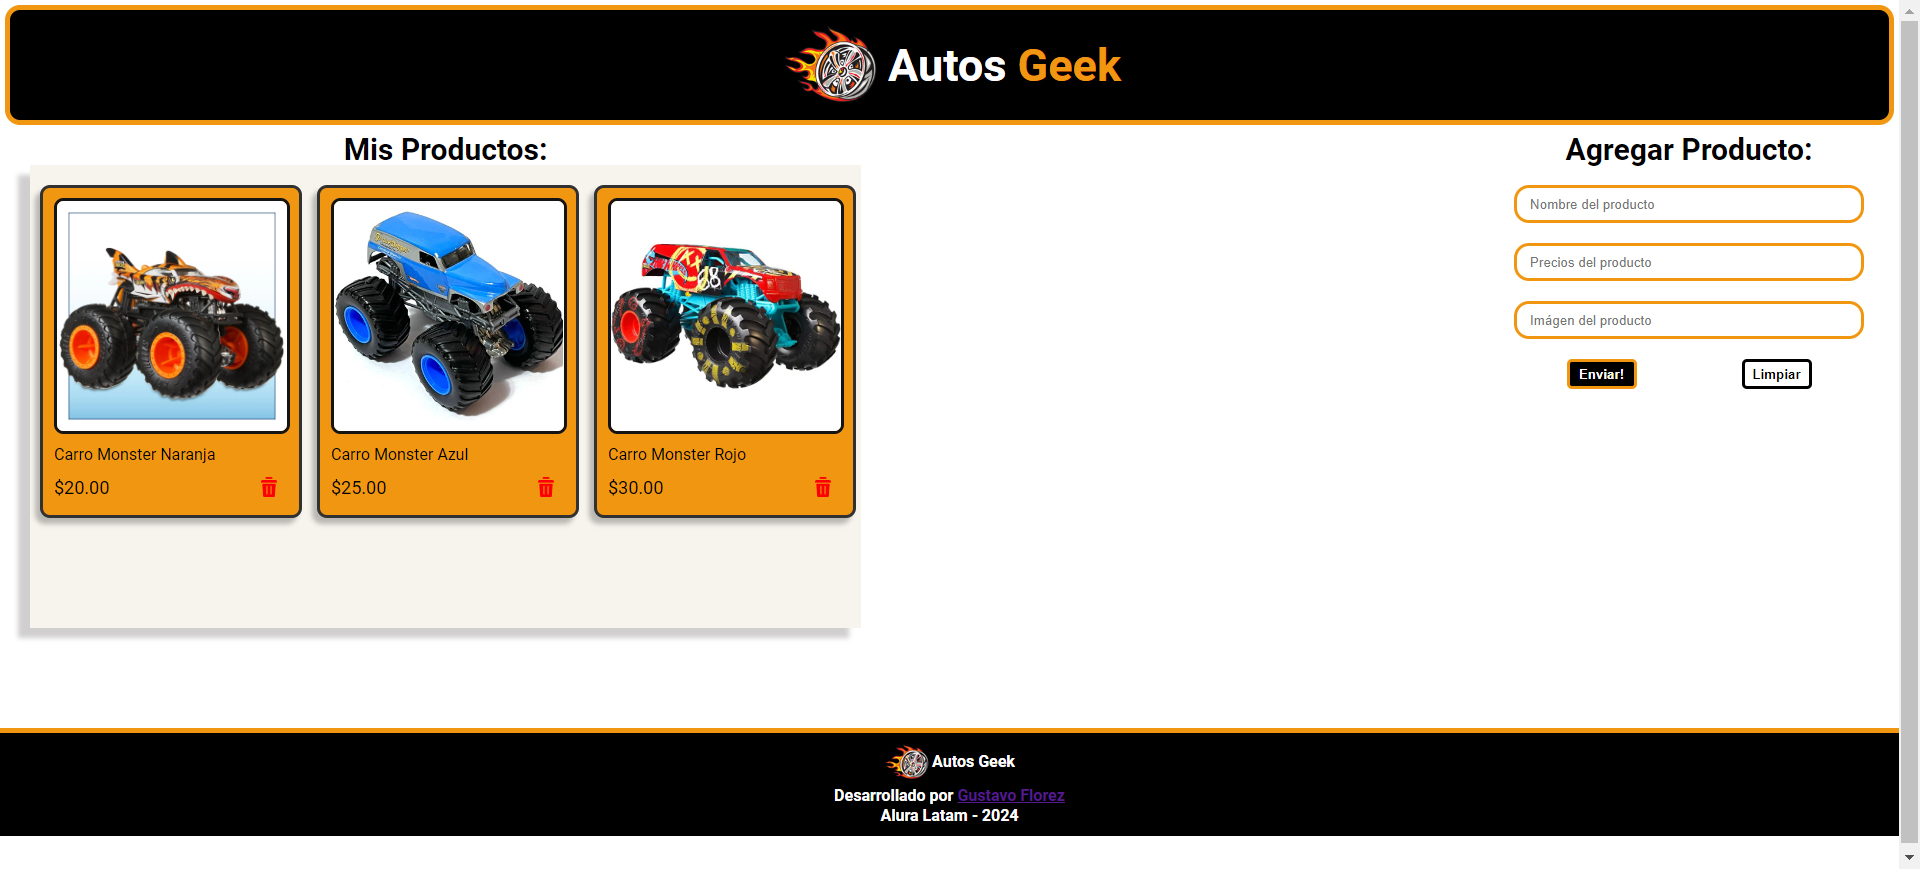 Autos Geek
Mis Productos:
Carro Monster Naranja
$20.00
Carro Monster Azul
$25.00
Carro Monster Rojo
$30.00
Agregar Producto:
Nombre del producto
Precios del producto
Imágen del producto
Enviar!
Limpiar
Autos Geek
Desarrollado por Gustavo Florez
Alura Latam - 2024